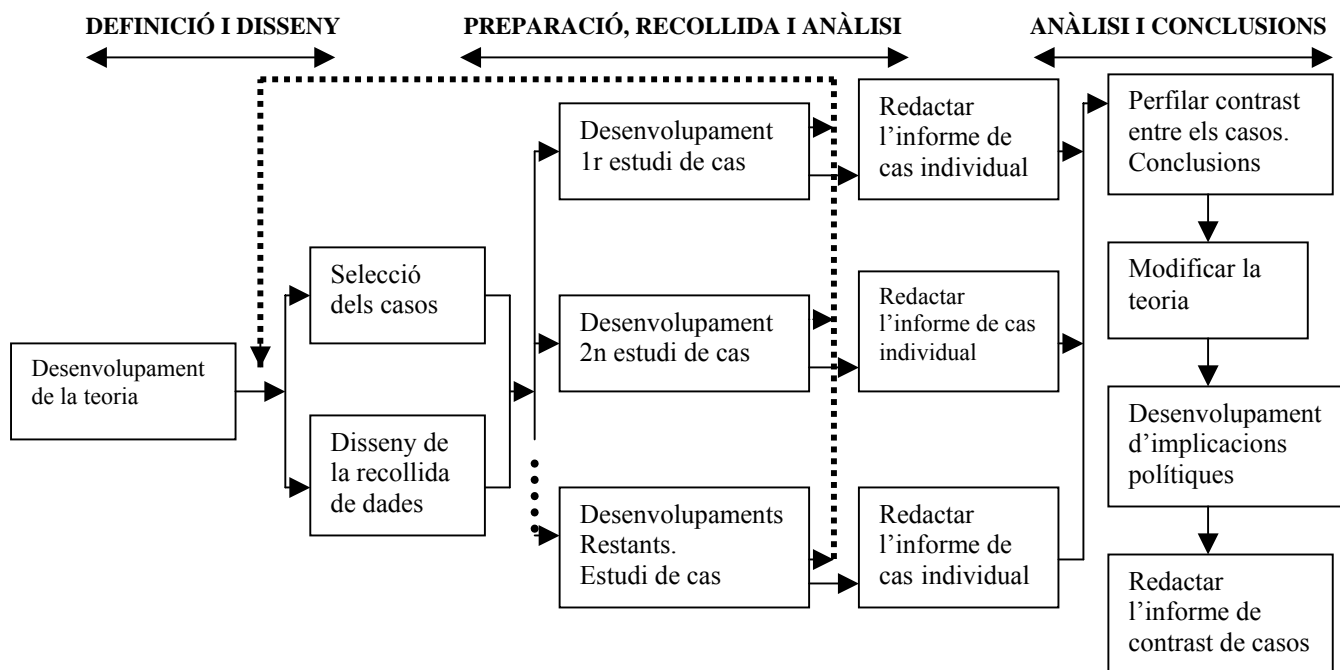 DEFINICIÓ I DISSENY
PREPARACIÓ, RECOLLIDA I ANÀLISI
ANÀLISI I CONCLUSIONS
Desenvolupament
de la teoria
Selecció
dels casos
Disseny de
la recollida
de dades
Desenvolupament
1r estudi de cas
Desenvolupament
2n estudi de cas
Desenvolupaments
Restants.
Estudi de cas
Redactar
l’informe de
cas individual
Redactar
l’informe de cas
individual
Redactar
l’informe de
cas individual
Perfilar contrast
entre els casos.
Conclusions
Modificar la
teoria
Desenvolupament
d’implicacions
polítiques
Redactar
l’informe de
contrast de casos